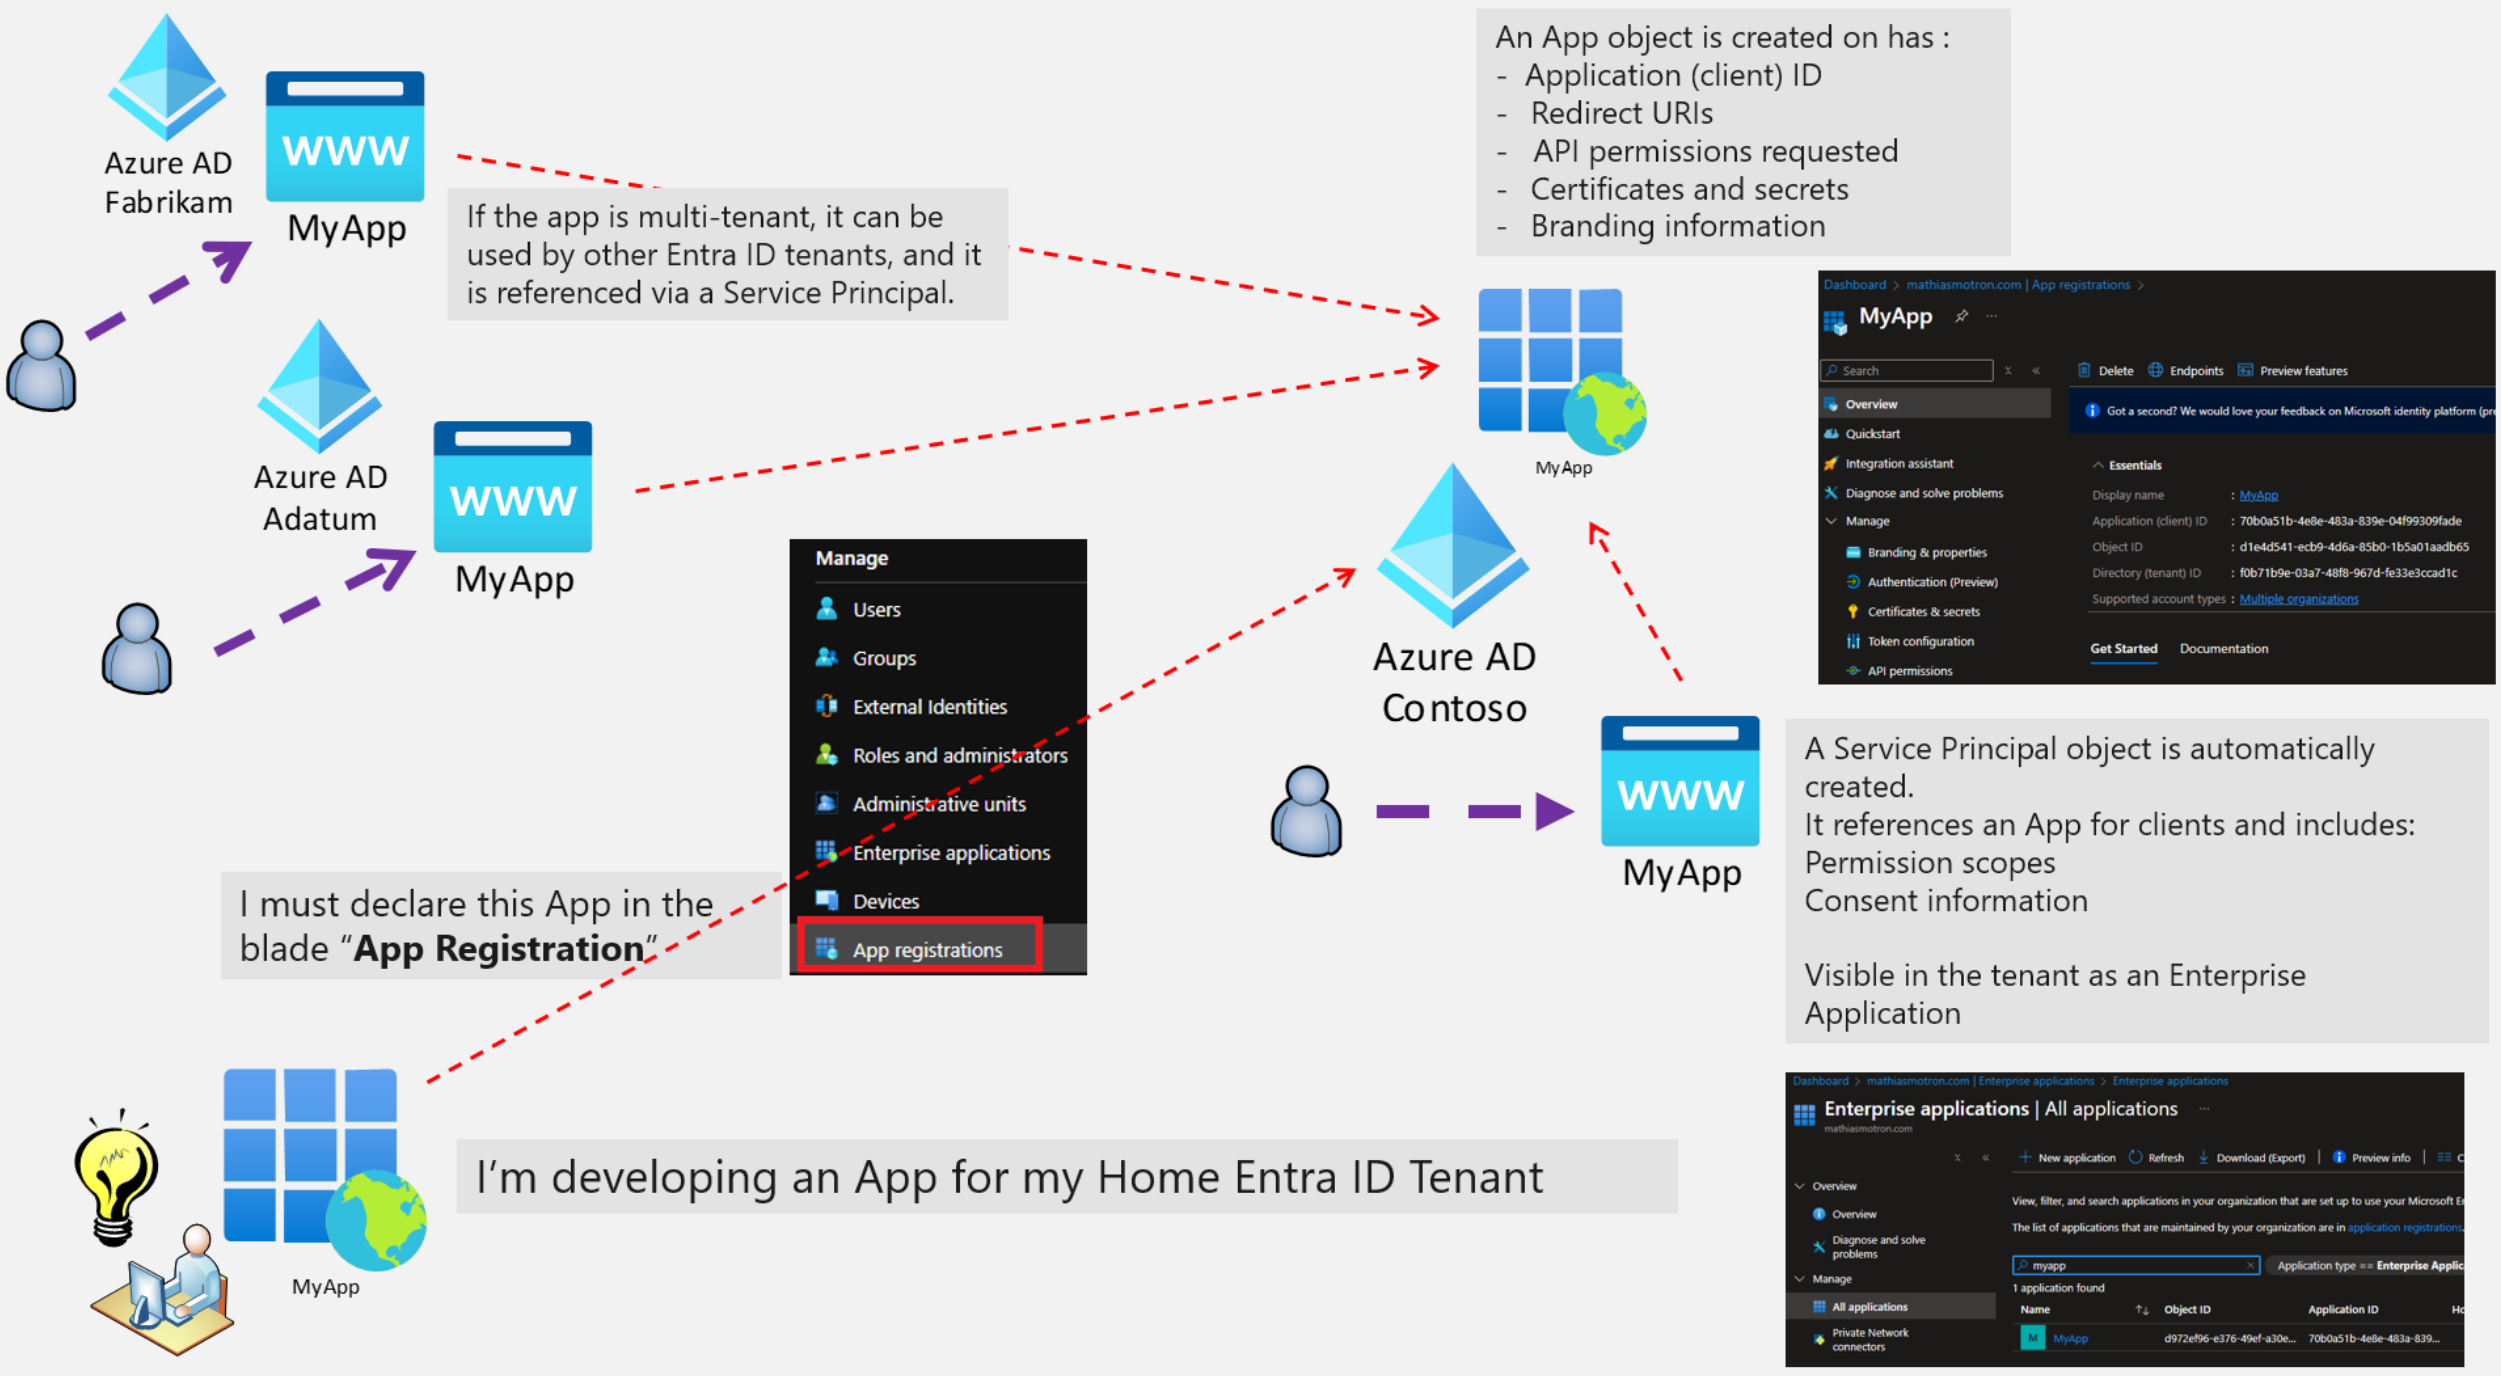 Azure AD
Fabrikam
WWW
MyApp
If the app is multi-tenant, it can be
used by other Entra ID tenants, and it
is referenced via a Service Principal.
Azure AD
Adatum
WWW
MyApp
An App object is created on has :
- Application (client) ID
- Redirect URIs
- API permissions requested
- Certificates and secrets
- Branding information
MyApp
Azure AD
Contoso
WWW
MyApp
Dashboard > mathiasmotron.com | App registrations >
MyApp ...
Search
Delete Endpoints Preview features
Overview
Got a second? We would love your feedback on Microsoft identity platform
Quickstart
Integration assistant
Diagnose and solve problems
Manage
Branding & properties
Authentication (Preview)
Certificates & secrets
Token configuration
API permissions
Essentials
Display name : MyApp
Application (client) ID : 70b0a51b-4e8e-483a-839e-04f99309fade
Object ID : d1e4d541-ecb9-4d6a-85b0-1b5a01aadb65
Directory (tenant) ID : f0b71b9e-03a7-48f8-967d-fe33e3ccad1c
Supported account types : Multiple organizations
Get Started Documentation
Manage
Users
Groups
External Identities
Roles and administrators
Administrative units
Enterprise applications
Devices
App registrations
I must declare this App in the
blade “App Registration”
A Service Principal object is automatically
created.
It references an App for clients and includes:
Permission scopes
Consent information
Visible in the tenant as an Enterprise
Application
MyApp
I’m developing an App for my Home Entra ID Tenant
Dashboard > mathiasmotron.com | Enterprise applications > Enterprise applications
Enterprise applications | All applications ...
mathiasmotron.com
New application Refresh Download (Export) | Preview info |
Overview
Overview
Diagnose and solve
problems
Manage
All applications
Private Network
connectors
View, filter, and search applications in your organization that are set up to use your Microsoft
The list of applications that are maintained by your organization are in application registrations.
myapp
Application type == Enterprise
1 application found
Name Object ID Application ID
M MyApp d972ef96-e376-49ef-a30e... 70b0a51b-4e8e-483a-839...